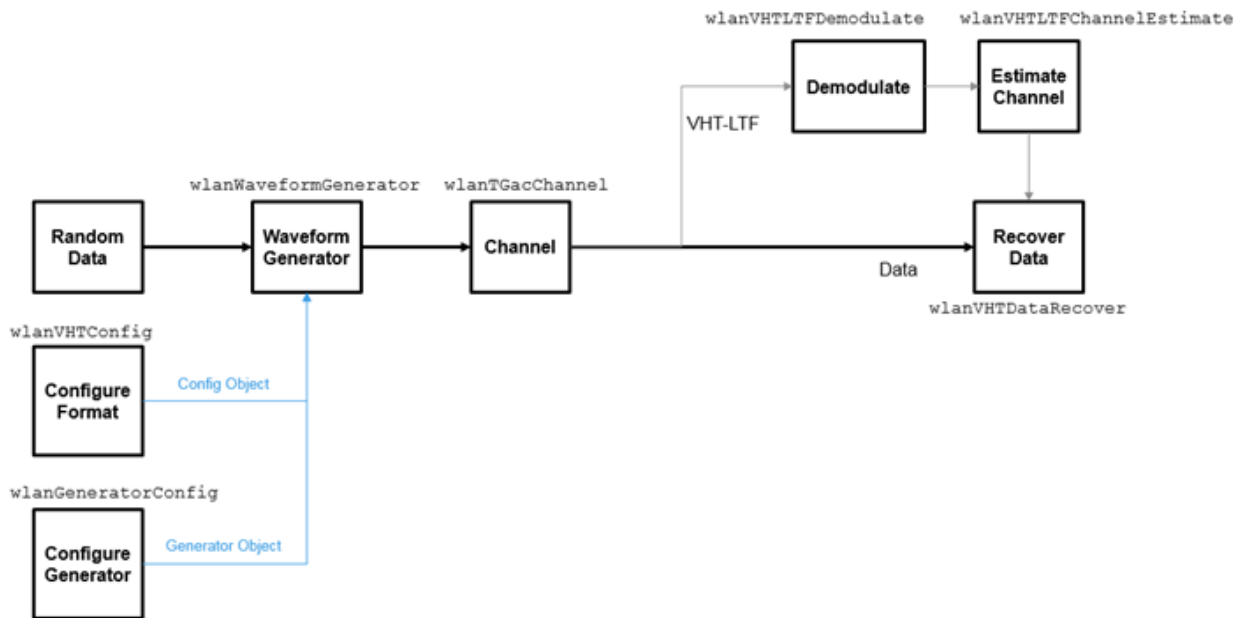 wlanVHTLTFDemodulate
wlanVHTLTFChannelEstimate
Demodulate
Estimate
Channel
VHT-LTF
wlanWaveformGenerator
wlanTGacChannel
Random
Data
Waveform
Generator
Channel
Data
Recover
Data
wlanVHTDataRecover
wlanVHTConfig
Configure
Format
Config Object
wlanGeneratorConfig
Configure
Generator
Generator Object